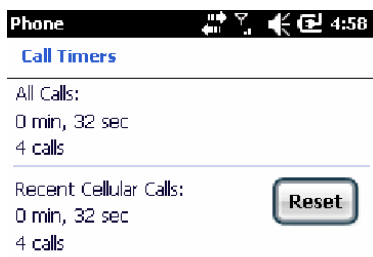 Phone 4:58
Call Timers
All Calls:
0 min, 32 sec
4 calls
Recent Cellular Calls:
0 min, 32 sec
Reset
4 calls